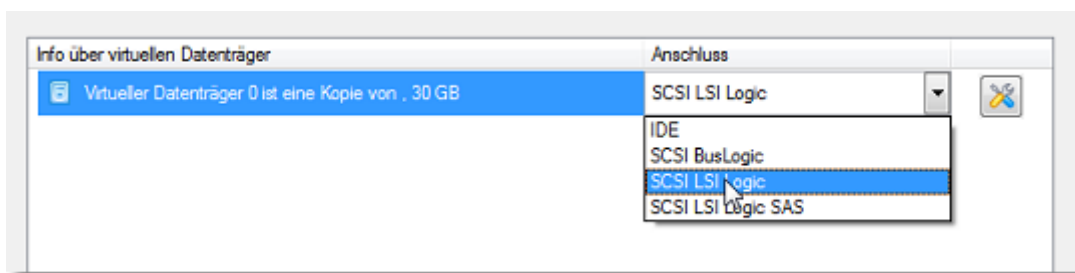 Info über virtuellen Datenträger Anschluss
Virtueller Datenträger 0 ist eine Kopie von , 30 GB SCSI LSI Logic
IDE
SCSI BusLogic
SCSI LSI Logic
SCSI LSI Logic SAS